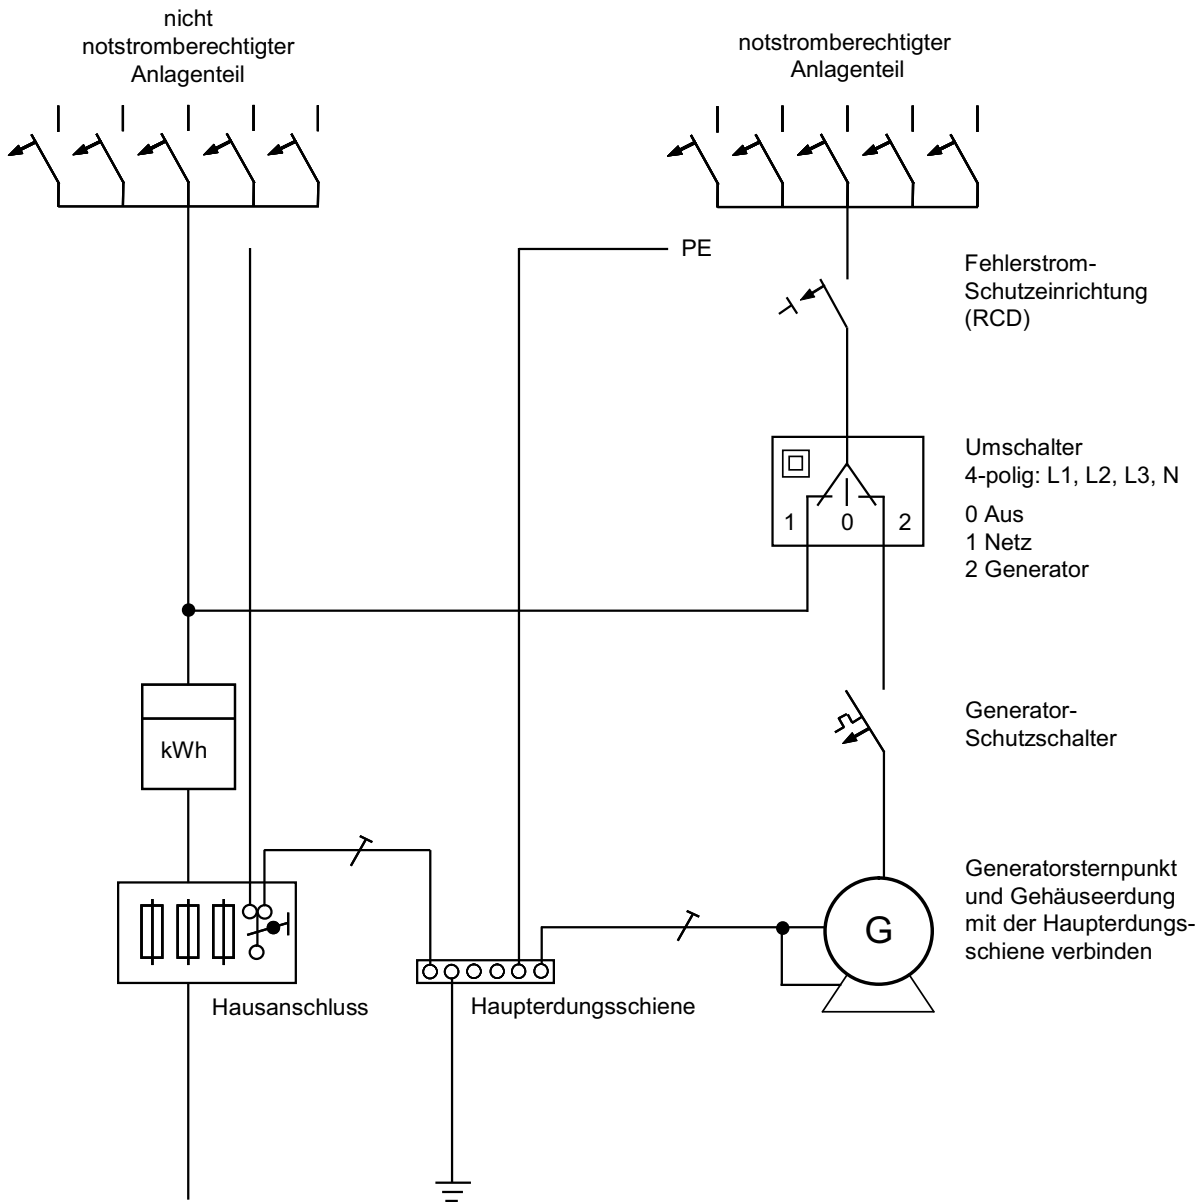 nicht
notstromberechtigter
Anlagenteil
notstromberechtigter
Anlagenteil
PE
Fehlerstrom-
Schutzeinrichtung
(RCD)
Umschalter
4-polig: L1, L2, L3, N
0 Aus
1 Netz
2 Generator
1 0 2
kWh
Generator-
Schutzschalter
Generatorsternpunkt
und Gehäuseerdung
mit der Haupterdungs-
schiene verbinden
G
Hausanschluss
Haupterdungsschiene